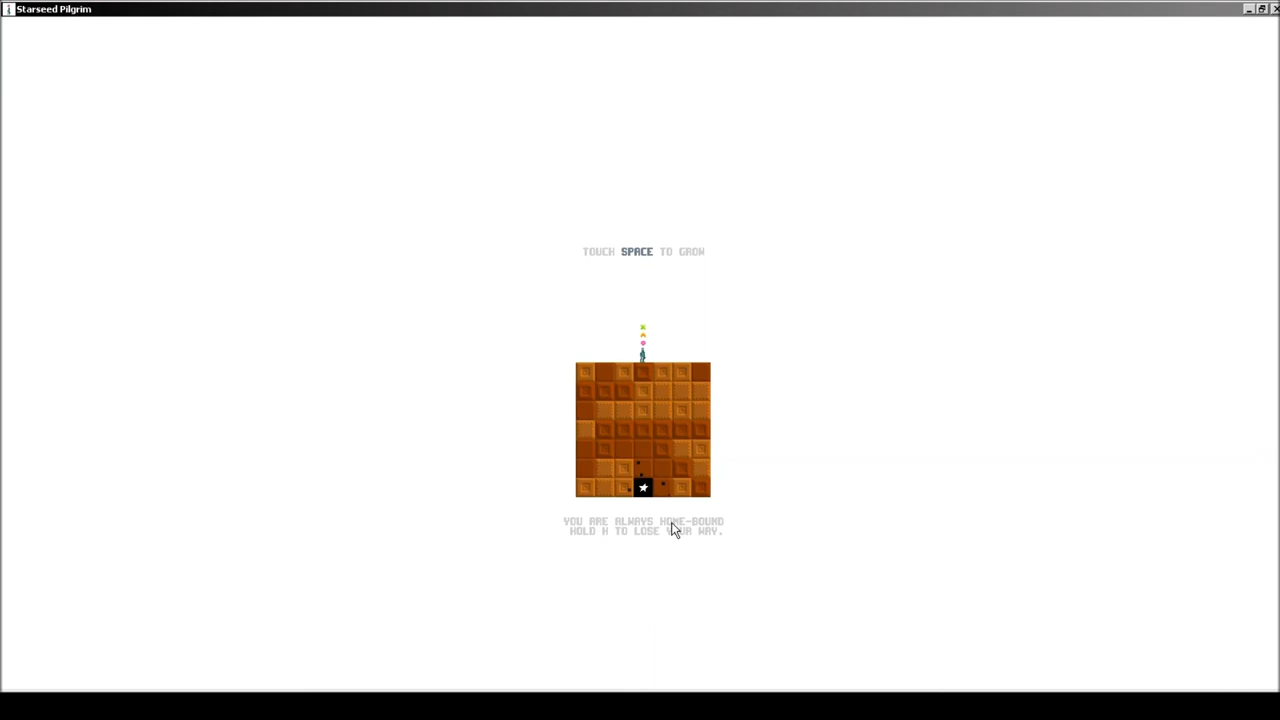 Starseed Pilgrim
TOUCH SPACE TO GROW
YOU ARE ALWAYS HOME-BOUND
HOLD H TO LOSE YOUR WAY.